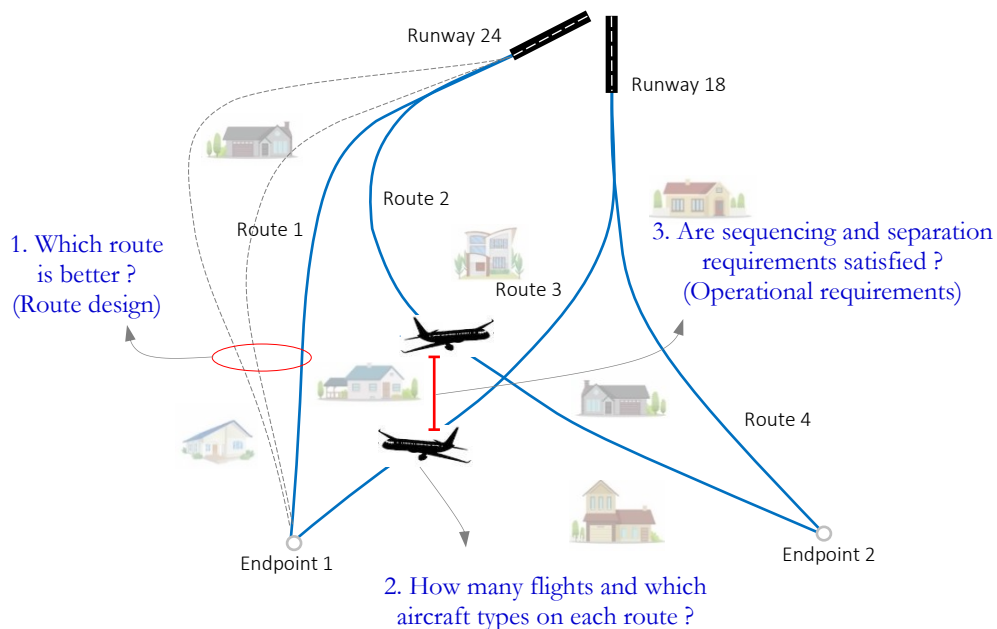 Runway 24
Runway 18
Route 2
Route 1
1. Which route
is better ?
(Route design)
3. Are sequencing and separation
requirements satisfied ?
(Operational requirements)
Route 3
Route 4
Endpoint 1
Endpoint 2
2. How many flights and which
aircraft types on each route ?